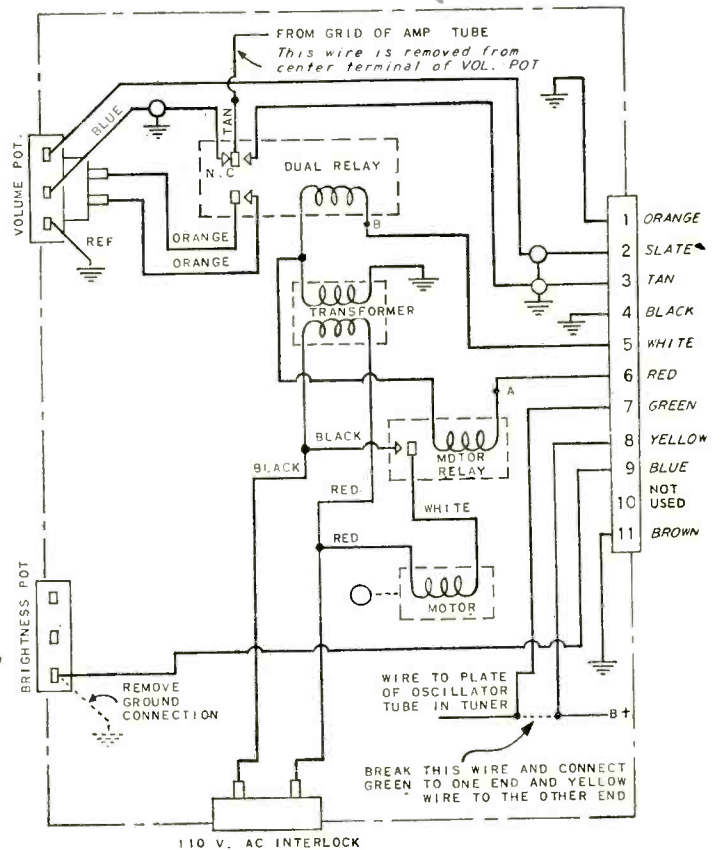 FROM GRID OF AMP TUBE
This wire is removed from
center terminal of VOL. POT
BLUE
TAN
VOLUME POT.
N.C
DUAL RELAY
B
REF
ORANGE
ORANGE
1 ORANGE
2 SLATE
3 TAN
4 BLACK
5 WHITE
6 RED
7 GREEN
8 YELLOW
9 BLUE
10 NOT USED
11 BROWN
TRANSFORMER
A
BLACK
MOTOR
RELAY
BLACK
RED
WHITE
RED
MOTOR
BRIGHTNESS POT
REMOVE
GROUND
CONNECTION
WIRE TO PLATE
OF OSCILLATOR
TUBE IN TUNER
B+
BREAK THIS WIRE AND CONNECT
GREEN TO ONE END AND YELLOW
WIRE TO THE OTHER END
110 V. AC INTERLOCK